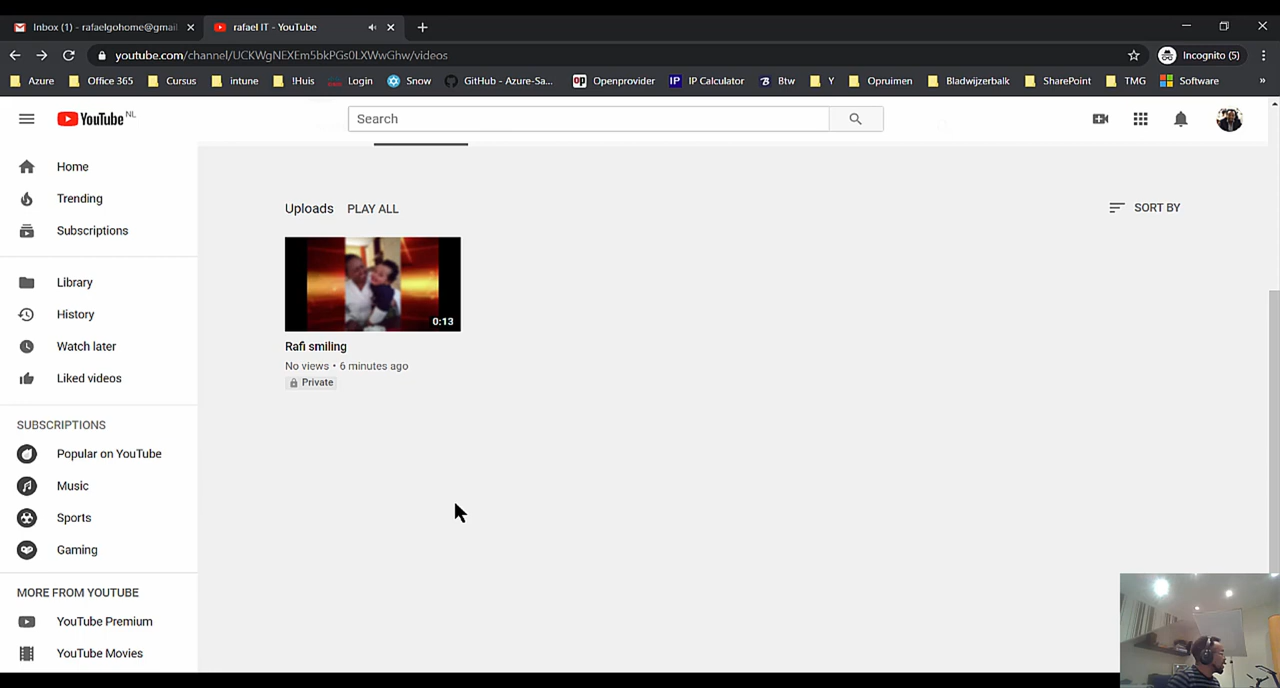 Inbox (1) - rafaelgohome@gmail
rafael IT - YouTube
youtube.com/channel/UCKWgNEXEm5bkPGs0LXWwGhw/videos
Incognito (5)
Azure
Office 365
Cursus
intune
!Huis
Login
Snow
GitHub - Azure-Sa...
op Openprovider
IP IP Calculator
B Btw
Y
Opruimen
Bladwijzerbalk
SharePoint
TMG
Software
»
YouTube NL
Search
Home
Trending
Subscriptions
Library
History
Watch later
Liked videos
SUBSCRIPTIONS
Popular on YouTube
Music
Sports
Gaming
MORE FROM YOUTUBE
YouTube Premium
YouTube Movies
Uploads PLAY ALL
SORT BY
0:13
Rafi smiling
No views • 6 minutes ago
Private